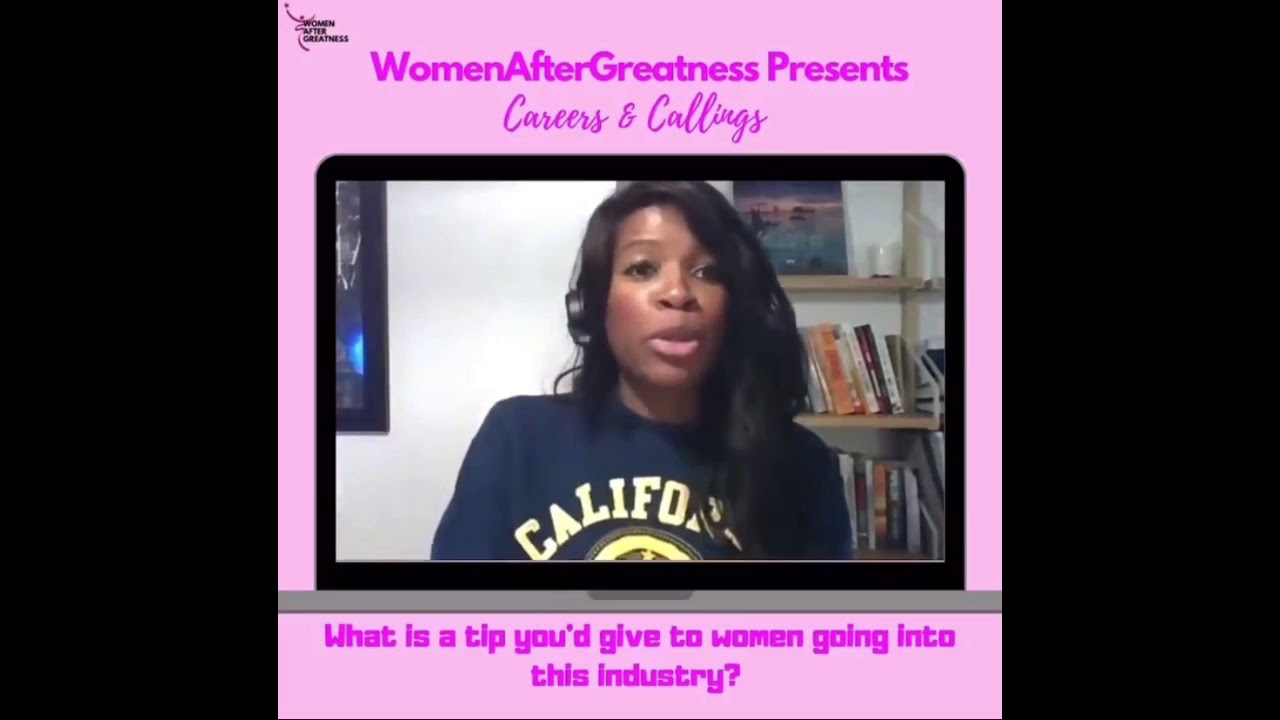 WOMEN
AFTER
GREATNESS
WomenAfterGreatness Presents
Careers & Callings
CALIFO
What is a tip you'd give to women going into
this industry?